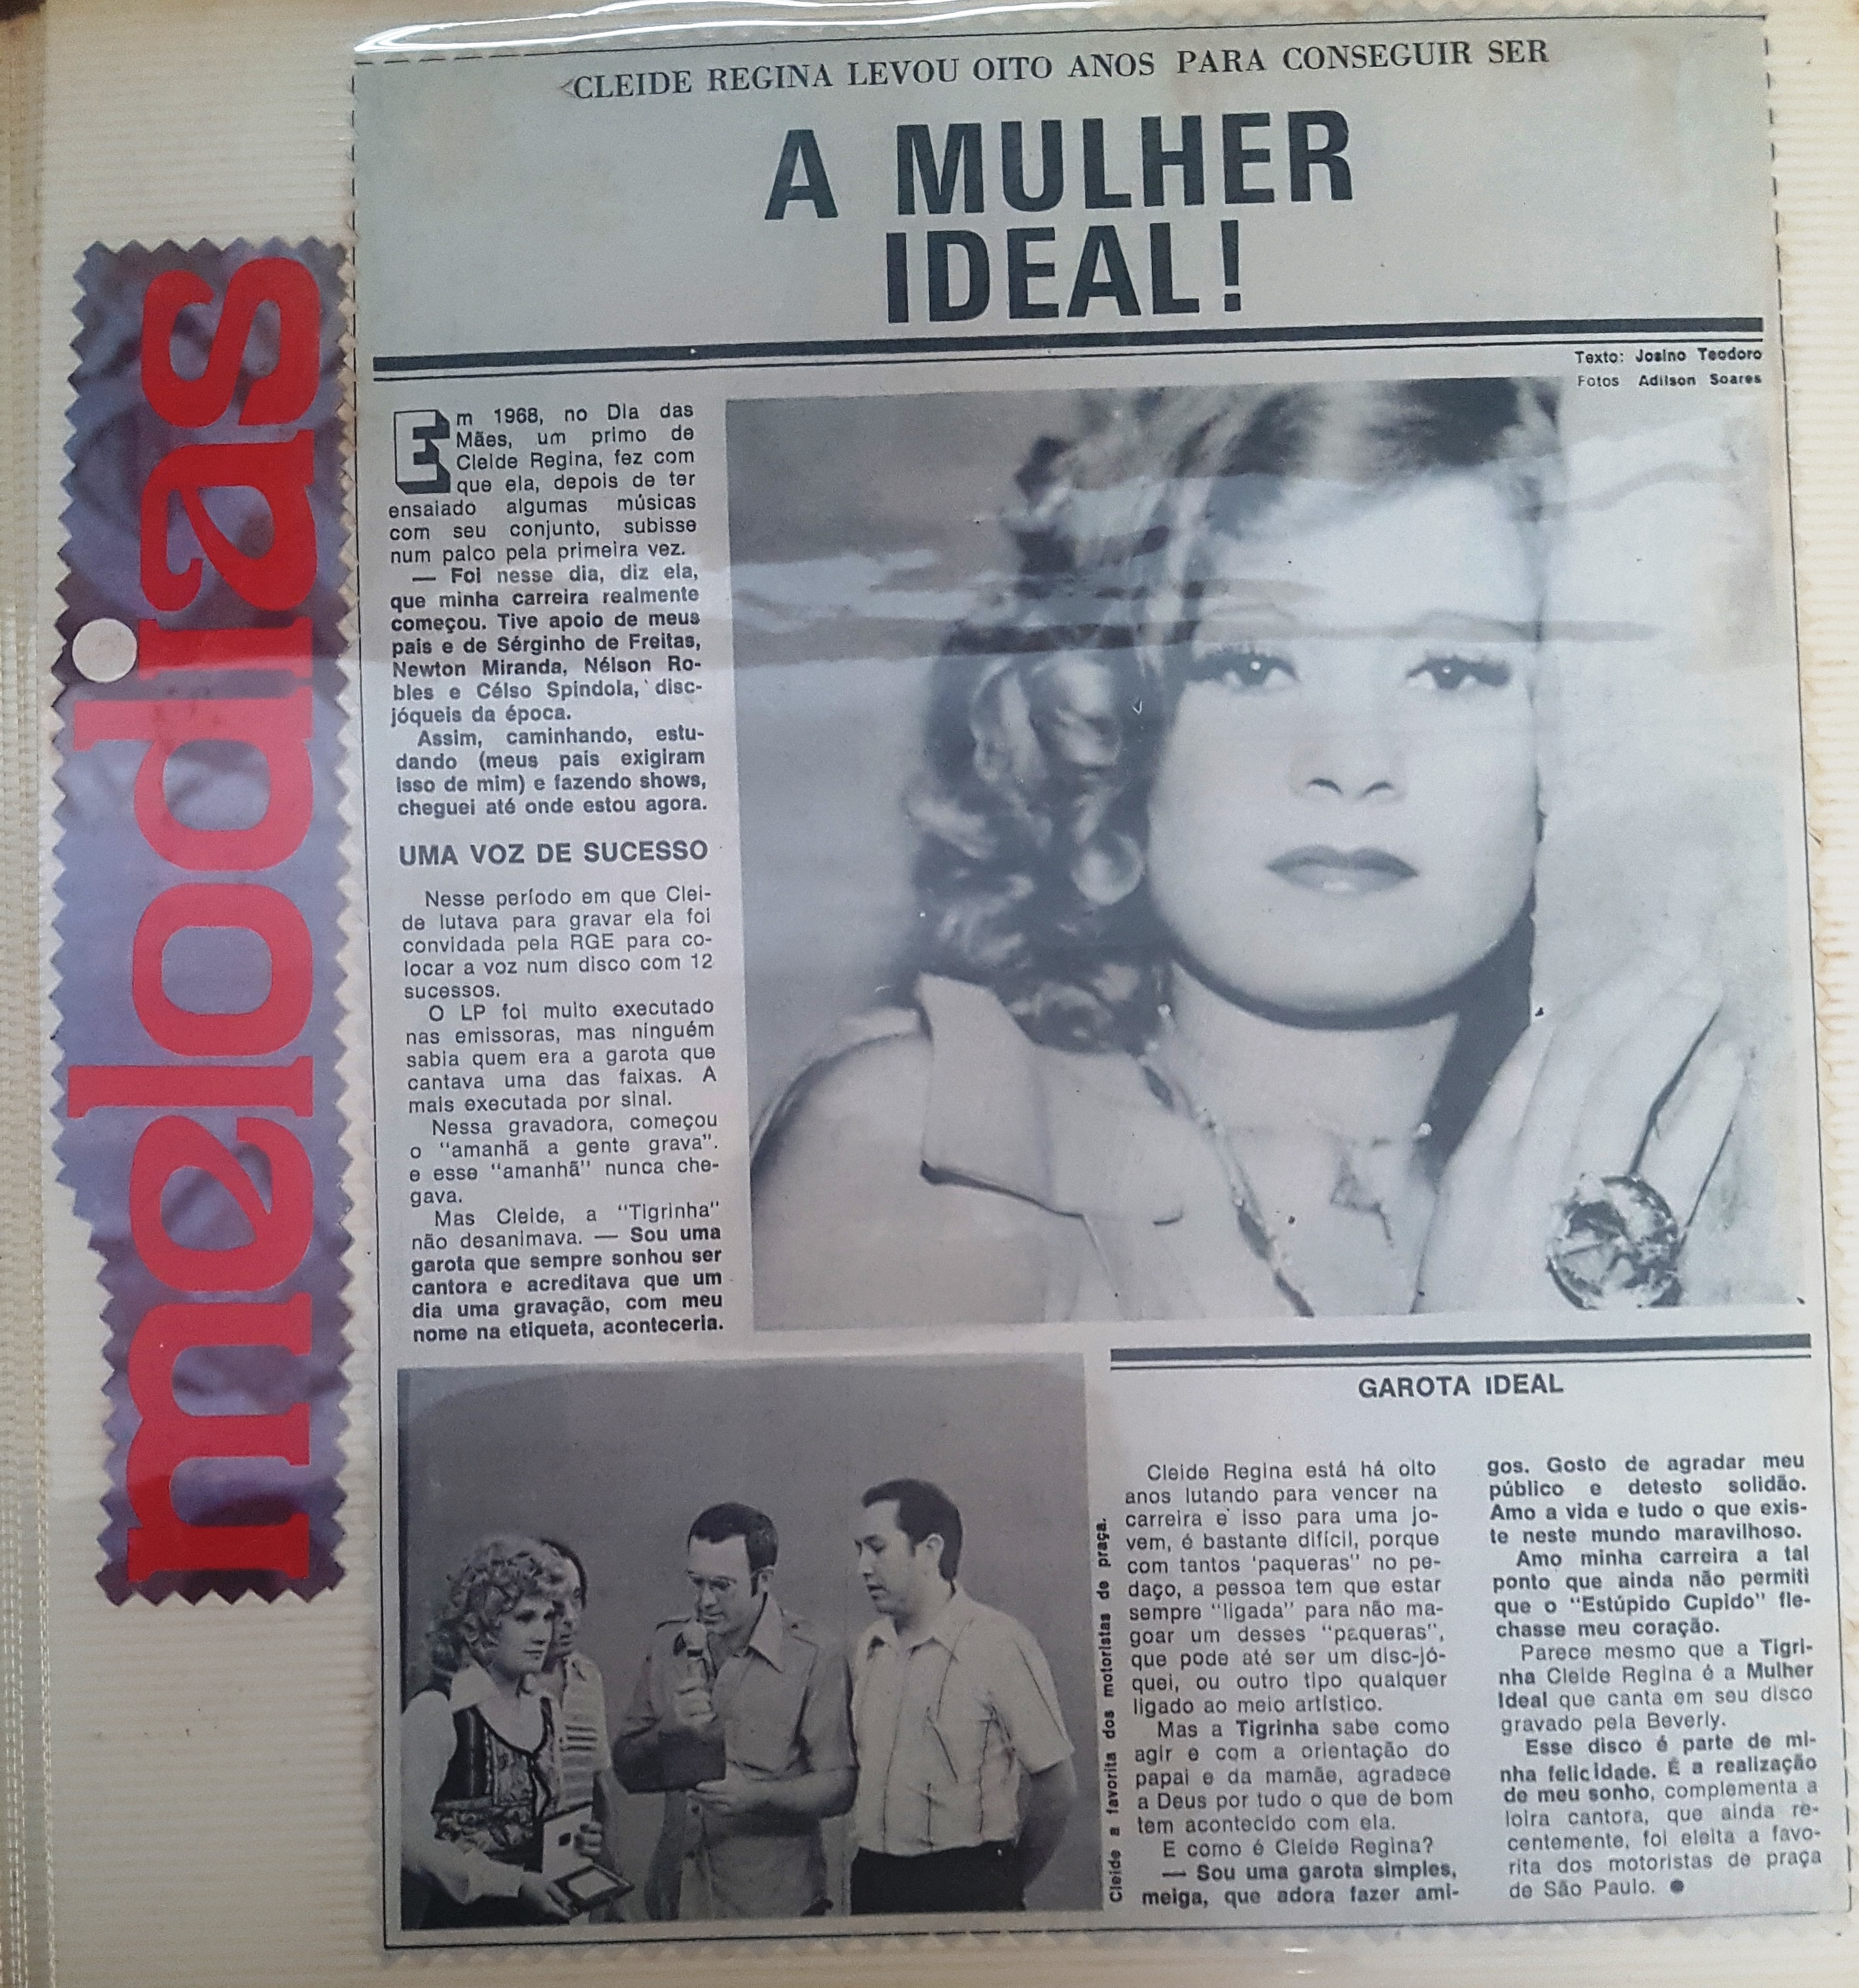 melodias
CLEIDE REGINA LEVOU OITO ANOS PARA CONSEGUIR SER
A MULHER
IDEAL!
Texto: Josino Teodoro
Fotos Adilson Soares
Em 1968, no Dia das
Mães, um primo de
Cleide Regina, fez com
que ela, depois de ter
ensaiado algumas músicas
com seu conjunto, subisse
num palco pela primeira vez.
— Foi nesse dia, diz ela,
que minha carreira realmente
começou. Tive apoio de meus
pais e de Sérginho de Freitas,
Newton Miranda, Nélson Ro-
bles e Célso Spindola, disc-
jóqueis da época.
Assim, caminhando, estu-
dando (meus pais exigiram
isso de mim) e fazendo shows,
cheguei até onde estou agora.
UMA VOZ DE SUCESSO
Nesse período em que Clei-
de lutava para gravar ela foi
convidada pela RGE para co-
locar a voz num disco com 12
sucessos.
O LP foi muito executado
nas emissoras, mas ninguém
sabia quem era a garota que
cantava uma das faixas. A
mais executada por sinal.
Nessa gravadora, começou
o "amanhã a gente grava".
e esse "amanhã" nunca che-
gava.
Mas Cleide, a "Tigrinha"
não desanimava. — Sou uma
garota que sempre sonhou ser
cantora e acreditava que um
dia uma gravação, com meu
nome na etiqueta, aconteceria.
Cleide a favorita dos motoristas de praça.
GAROTA IDEAL
Cleide Regina está há oito
anos lutando para vencer na
carreira e isso para uma jo-
vem, é bastante difícil, porque
com tantos 'paqueras" no pe-
daço, a pessoa tem que estar
sempre "ligada" para não ma-
goar um desses "paqueras",
que pode até ser um disc-jó-
quei, ou outro tipo qualquer
ligado ao meio artístico.
Mas a Tigrinha sabe como
agir e com a orientação do
papai e da mamãe, agradece
a Deus por tudo o que de bom
tem acontecido com ela.
E como é Cleide Regina?
— Sou uma garota simples,
meiga, que adora fazer ami-
gos. Gosto de agradar meu
público e detesto solidão.
Amo a vida e tudo o que exis-
te neste mundo maravilhoso.
Amo minha carreira a tal
ponto que ainda não permiti
que o "Estúpido Cupido" fle-
chasse meu coração.
Parece mesmo que a Tigri-
nha Cleide Regina é a Mulher
Ideal que canta em seu disco
gravado pela Beverly.
Esse disco é parte de mi-
nha felicidade. É a realização
de meu sonho, complementa a
loira cantora, que ainda re-
centemente, foi eleita a favo-
rita dos motoristas de praça
de São Paulo. ●